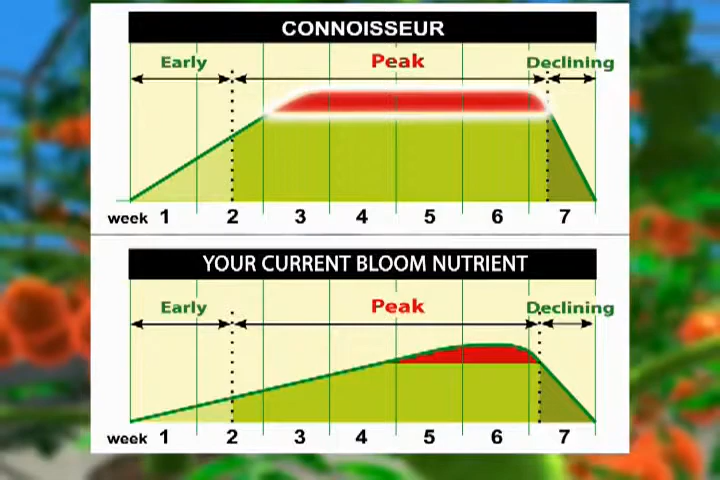 CONNOISSEUR
Early Peak Declining
week 1 2 3 4 5 6 7
YOUR CURRENT BLOOM NUTRIENT
Early Peak Declining
week 1 2 3 4 5 6 7